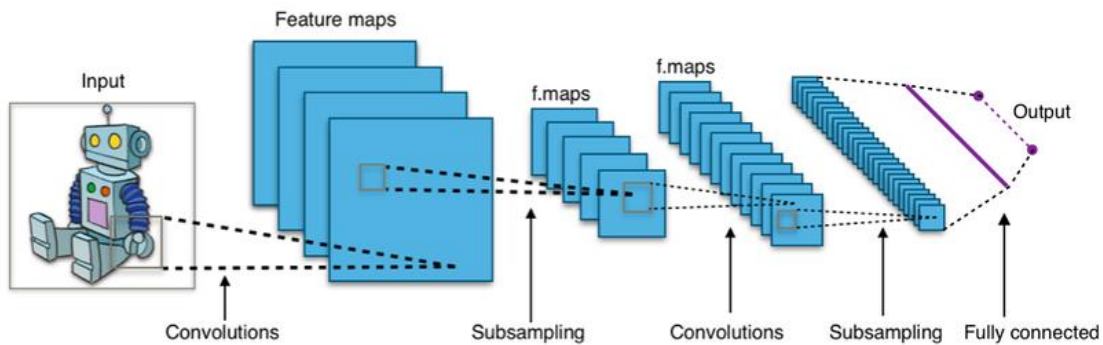 Feature maps
Input
f.maps
f.maps
Output
Convolutions
Subsampling
Convolutions
Subsampling
Fully connected